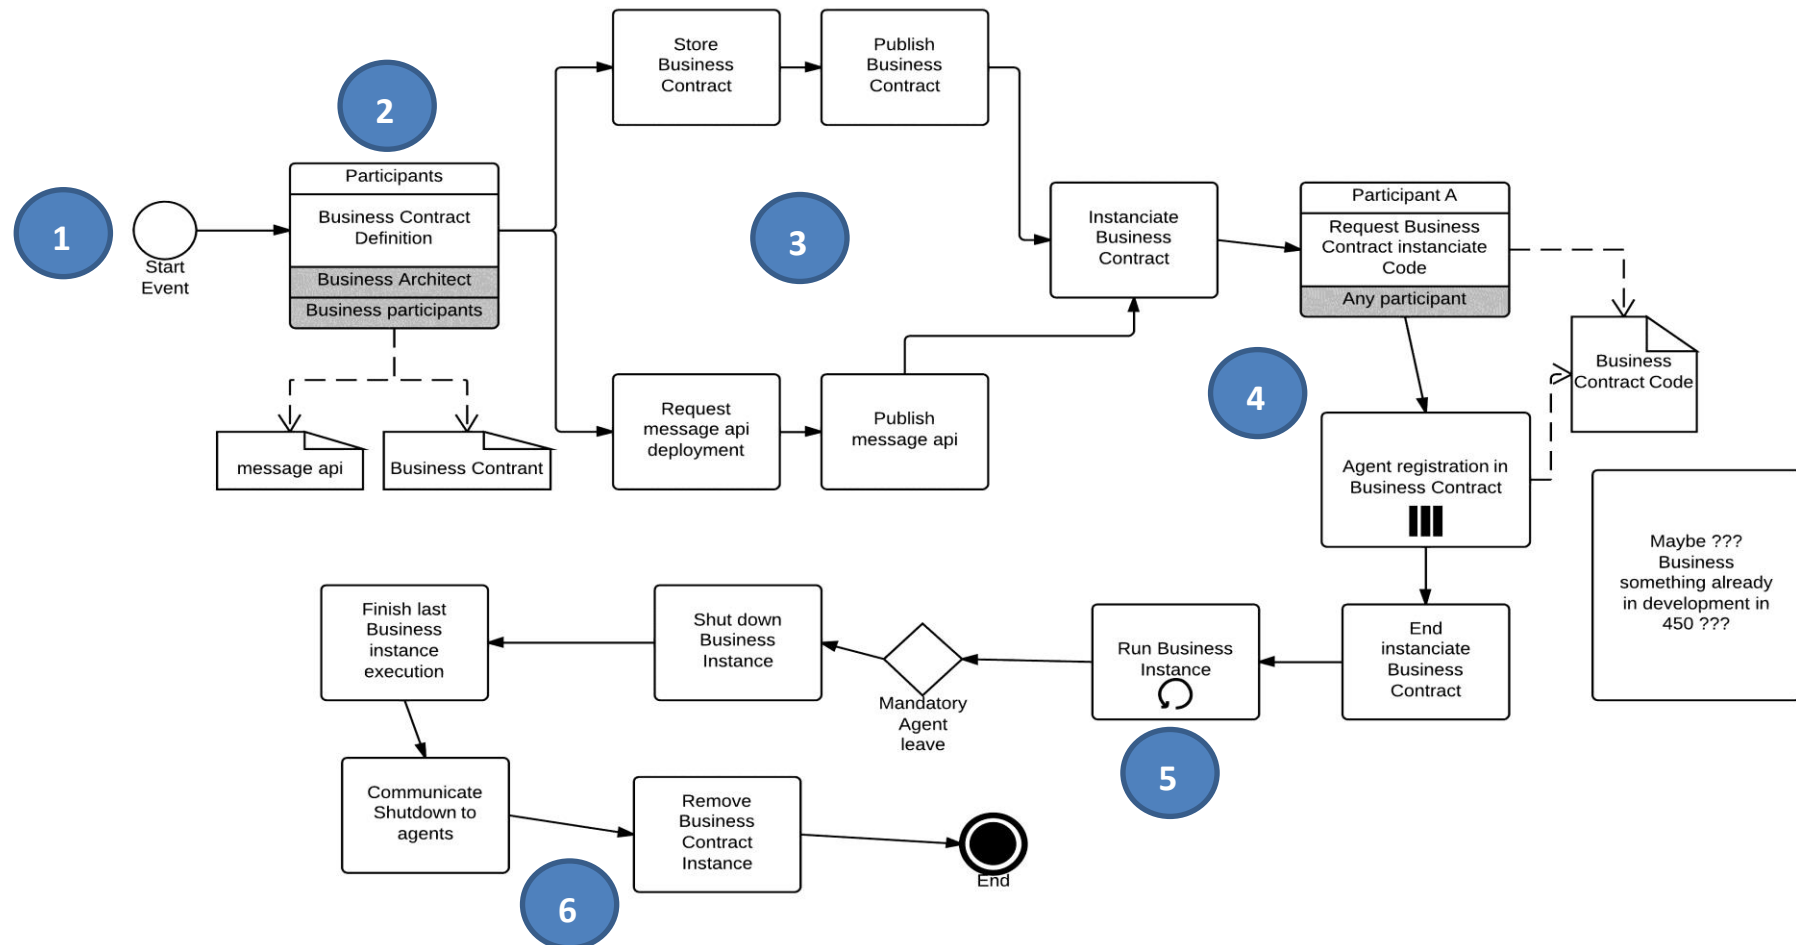 Store
Business
Contract
Publish
Business
Contract
2
Participants
Business Contract
Definition
Business Architect
Business participants
1
Start
Event
3
Instanciate
Business
Contract
Participant A
Request Business
Contract instanciate
Code
Any participant
message api
Business Contrant
Request
message api
deployment
Publish
message api
4
Business
Contract Code
Agent registration in
Business Contract
Maybe ???
Business
something already
in development in
450 ???
Finish last
Business
instance
execution
Shut down
Business
Instance
Mandatory
Agent
leave
Run Business
Instance
End
instanciate
Business
Contract
5
Communicate
Shutdown to
agents
Remove
Business
Contract
Instance
End
6